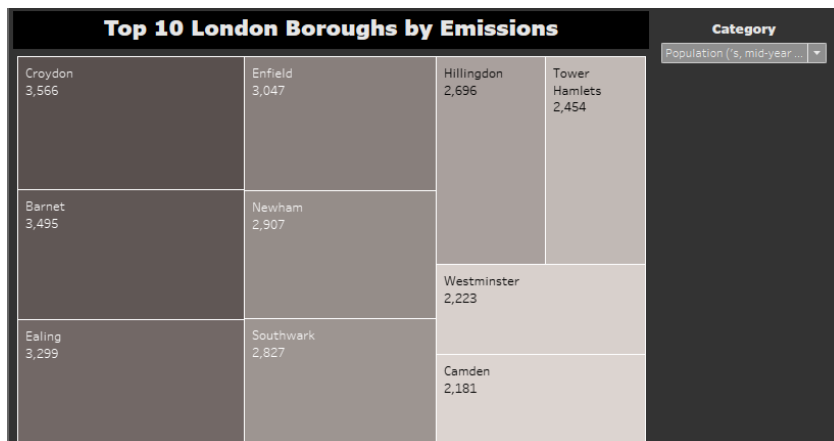 Top 10 London Boroughs by Emissions
Category
Population ('s, mid-year ...
Croydon
3,566
Enfield
3,047
Hillingdon
2,696
Tower
Hamlets
2,454
Barnet
3,495
Newham
2,907
Westminster
2,223
Ealing
3,299
Southwark
2,827
Camden
2,181